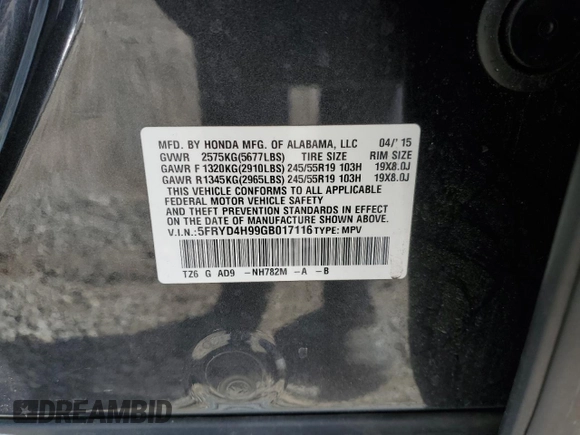 MFD. BY HONDA MFG. OF ALABAMA, LLC 04/'15
GVWR 2575KG(5677LBS) TIRE SIZE RIM SIZE
GAWR F 1320KG(2910LBS) 245/55R19 103H 19X8.0J
GAWR R 1345KG(2965LBS) 245/55R19 103H 19X8.0J
THIS VEHICLE CONFORMS TO ALL APPLICABLE
FEDERAL MOTOR VEHICLE SAFETY
AND THEFT PREVENTION STANDARDS IN EFFECT
ON THE DATE OF MANUFACTURE SHOWN ABOVE.
V.I.N.:5FRYD4H99GB017116 TYPE: MPV
TZ6 G AD9 -NH782M -A -B
DREAMBID